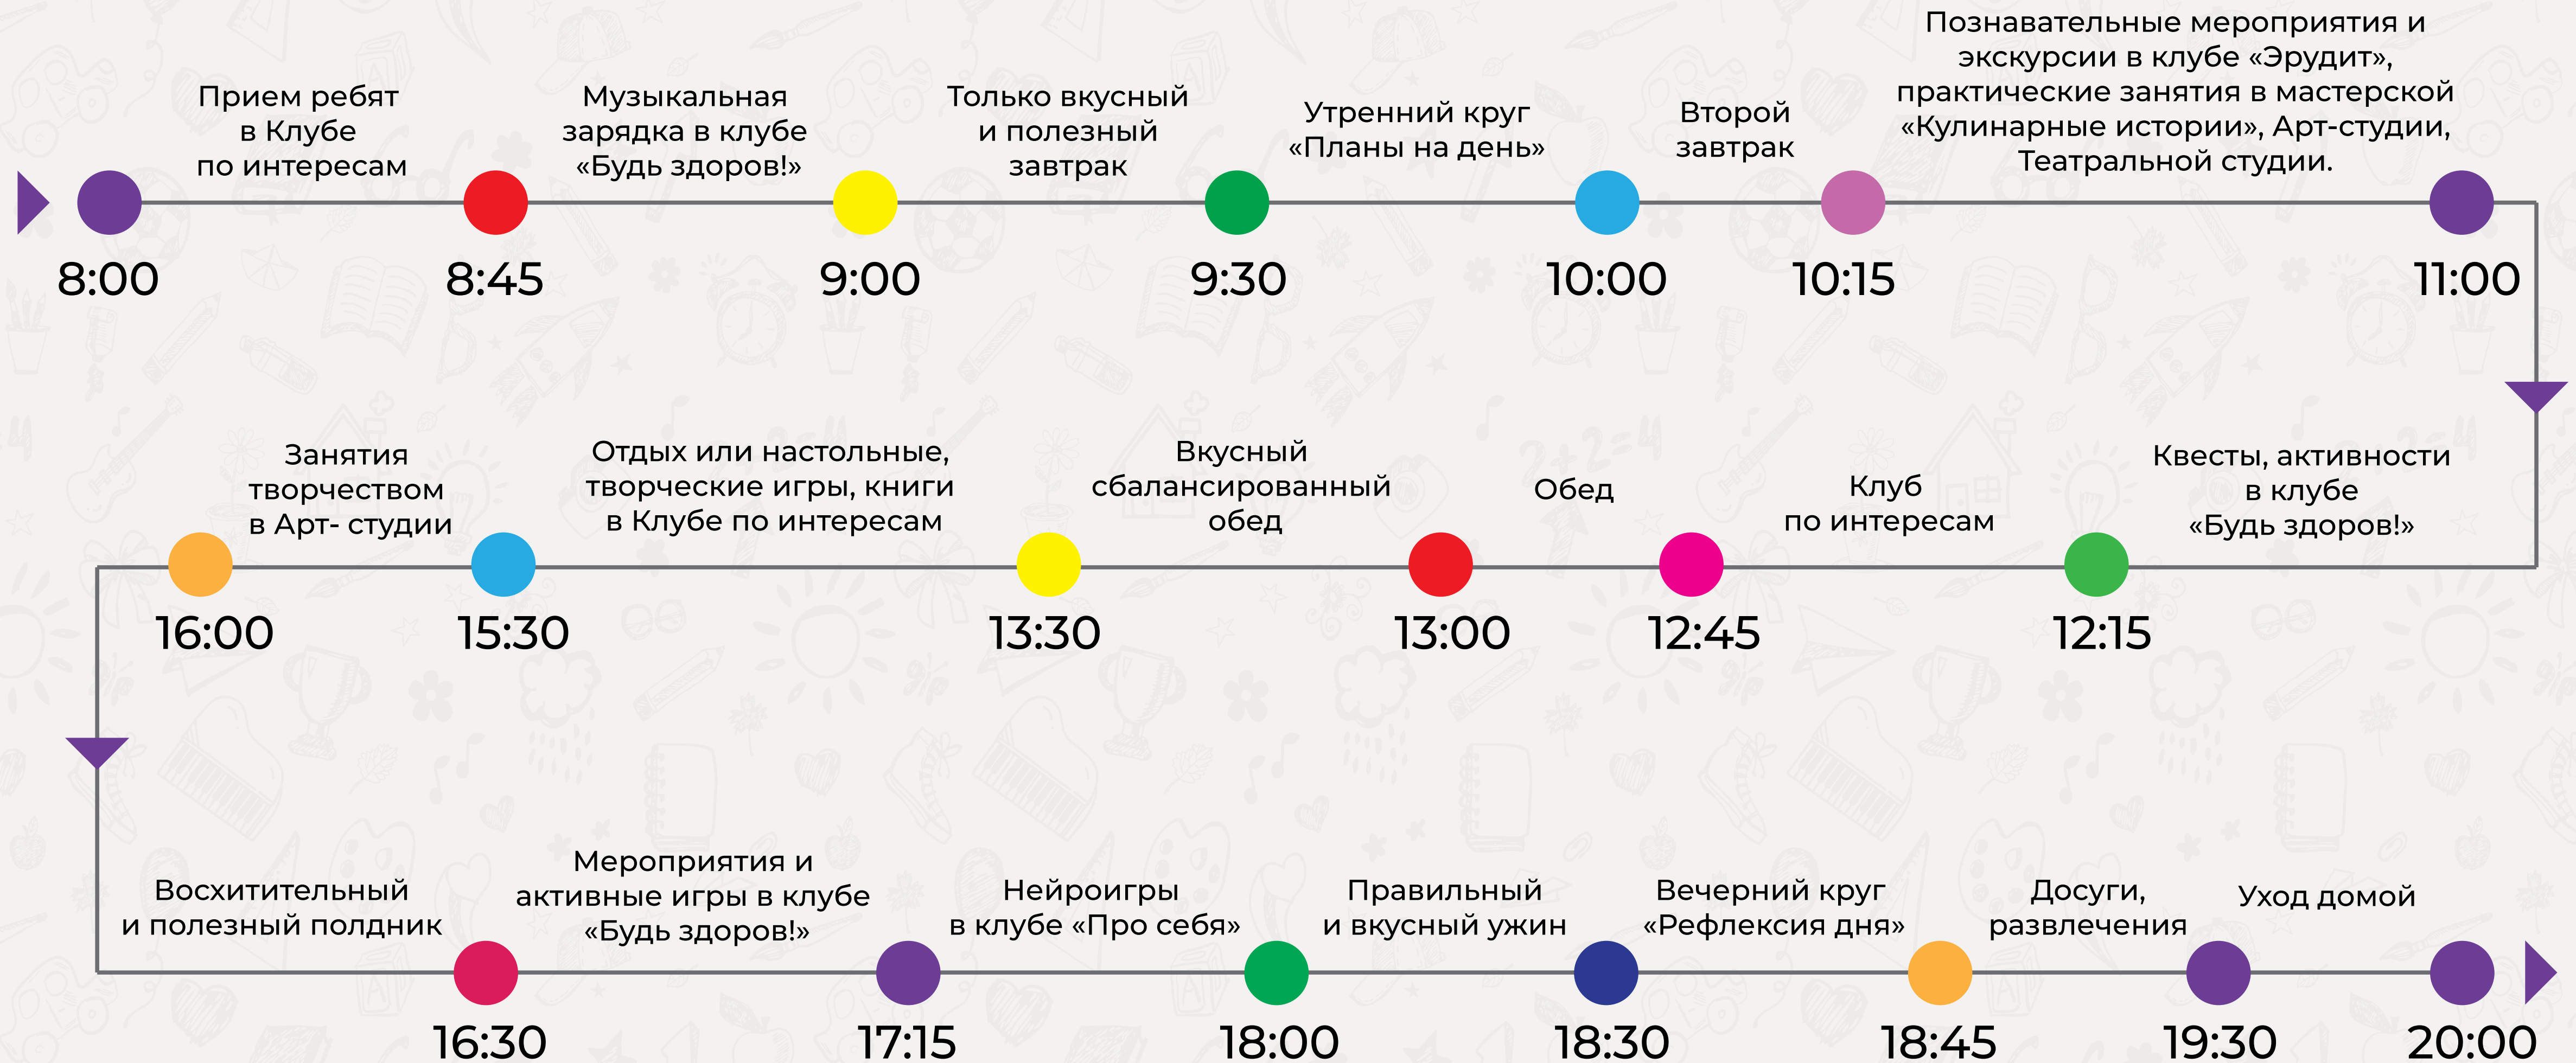 Прием ребят
в Клубе
по интересам
Музыкальная
зарядка в клубе
«Будь здоров!»
Только вкусный
и полезный
завтрак
Утренний круг
«Планы на день»
Второй
завтрак
Познавательные мероприятия и
экскурсии в клубе «Эрудит»,
практические занятия в мастерской
«Кулинарные истории», Арт-студии,
Театральной студии.
8:00
8:45
9:00
9:30
10:00
10:15
11:00
Занятия
творчеством
в Арт- студии
Отдых или настольные,
творческие игры, книги
в Клубе по интересам
Вкусный
сбалансированный
обед
Обед
Клуб
по интересам
Квесты, активности
в клубе
«Будь здоров!»
16:00
15:30
13:30
13:00
12:45
12:15
Восхитительный
и полезный полдник
Мероприятия и
активные игры в клубе
«Будь здоров!»
Нейроигры
в клубе «Про себя»
Правильный
и вкусный ужин
Вечерний круг
«Рефлексия дня»
Досуги,
развлечения
Уход домой
16:30
17:15
18:00
18:30
18:45
19:30
20:00